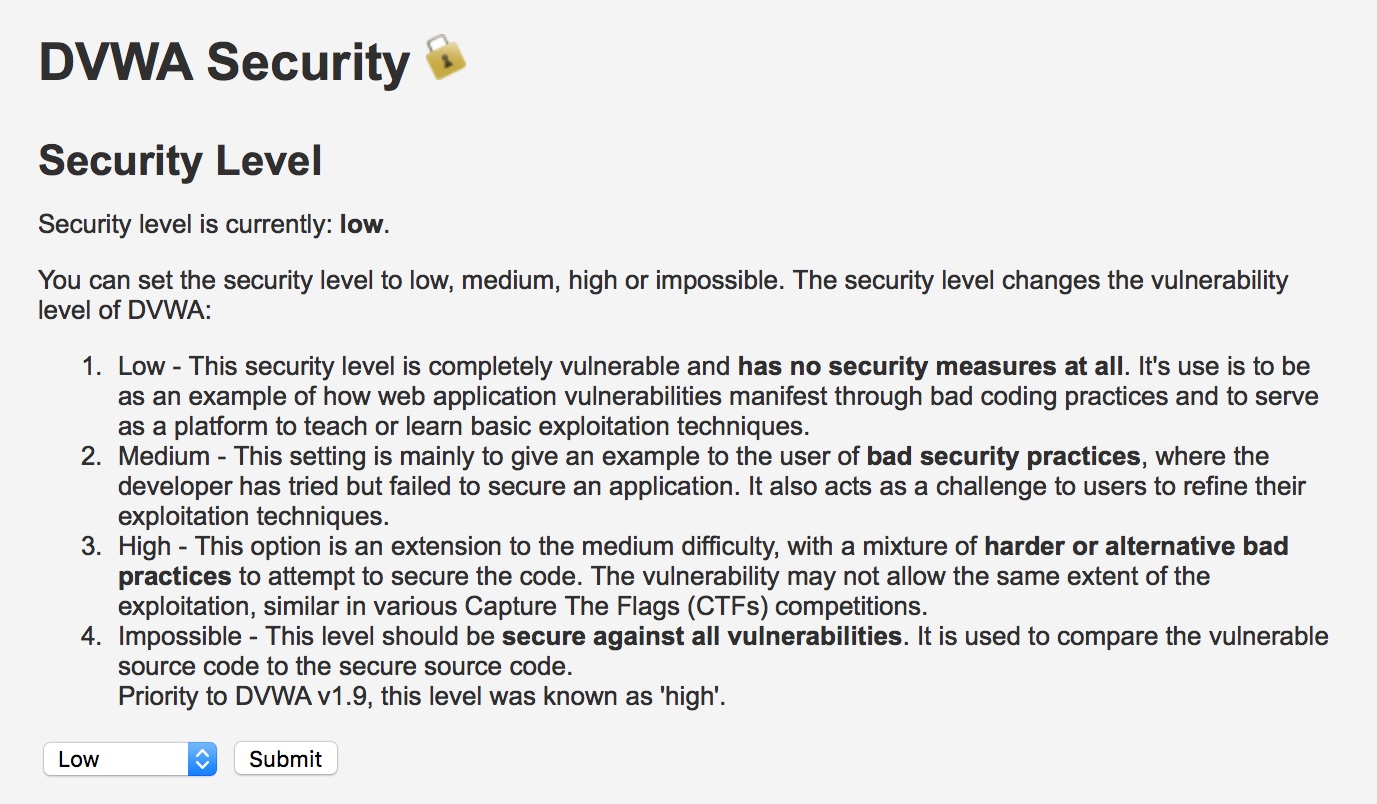 DVWA Security
Security Level
Security level is currently: low.
You can set the security level to low, medium, high or impossible. The security level changes the vulnerability
level of DVWA:
1. Low - This security level is completely vulnerable and has no security measures at all. It's use is to be
as an example of how web application vulnerabilities manifest through bad coding practices and to serve
as a platform to teach or learn basic exploitation techniques.
2. Medium - This setting is mainly to give an example to the user of bad security practices, where the
developer has tried but failed to secure an application. It also acts as a challenge to users to refine their
exploitation techniques.
3. High - This option is an extension to the medium difficulty, with a mixture of harder or alternative bad
practices to attempt to secure the code. The vulnerability may not allow the same extent of the
exploitation, similar in various Capture The Flags (CTFs) competitions.
4. Impossible - This level should be secure against all vulnerabilities. It is used to compare the vulnerable
source code to the secure source code.
Priority to DVWA v1.9, this level was known as 'high'.
Low Submit